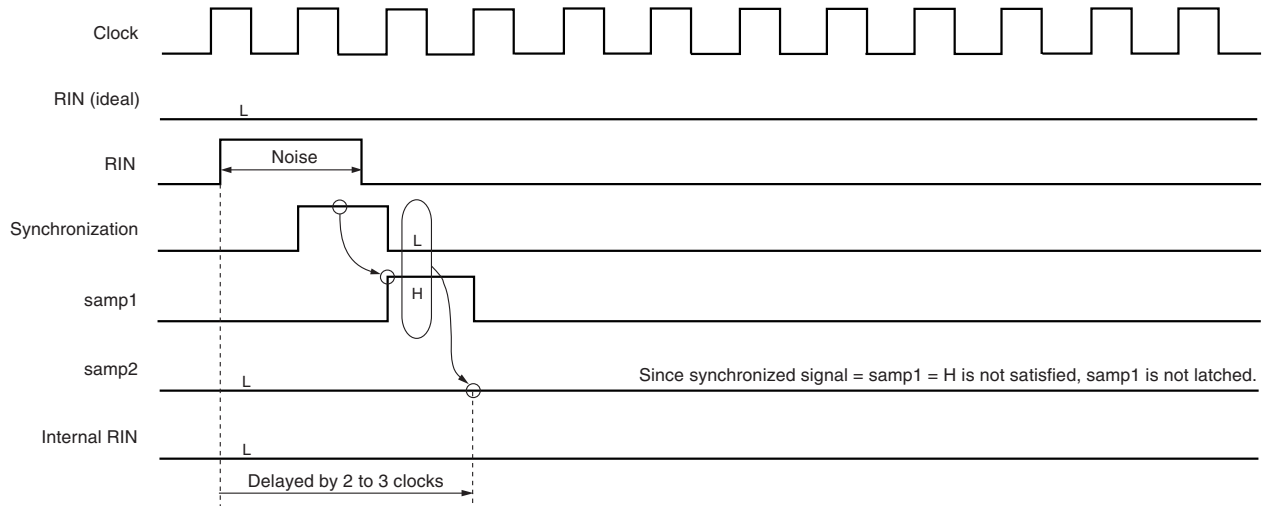 Clock
RIN (ideal)
L
RIN
Noise
Synchronization
L
samp1
H
samp2
L
Since synchronized signal = samp1 = H is not satisfied, samp1 is not latched.
Internal RIN
L
Delayed by 2 to 3 clocks